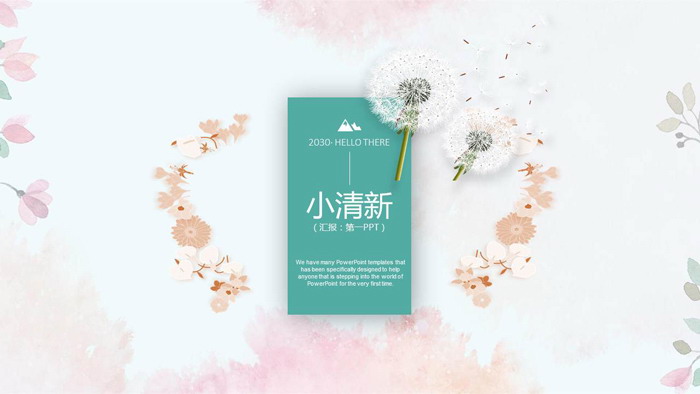 2030- HELLO THERE
小清新
（汇报：第一PPT）
We have many PowerPoint templates that
has been specifically designed to help
anyone that is stepping into the world of
PowerPoint for the very first time.